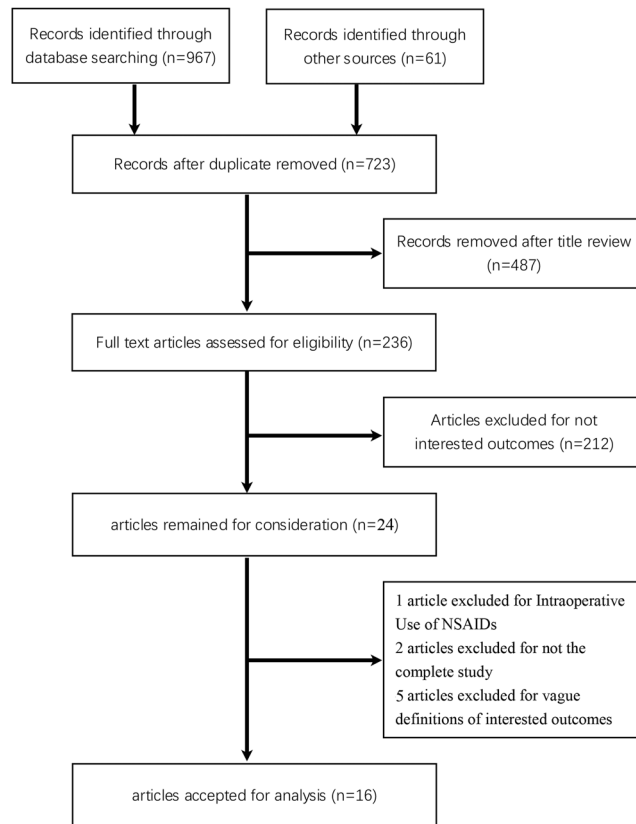 Records identified through
database searching (n=967)
Records identified through
other sources (n=61)
Records after duplicate removed (n=723)
Records removed after title review
(n=487)
Full text articles assessed for eligibility (n=236)
Articles excluded for not
interested outcomes (n=212)
articles remained for consideration (n=24)
1 article excluded for Intraoperative
Use of NSAIDs
2 articles excluded for not the
complete study
5 articles excluded for vague
definitions of interested outcomes
articles accepted for analysis (n=16)